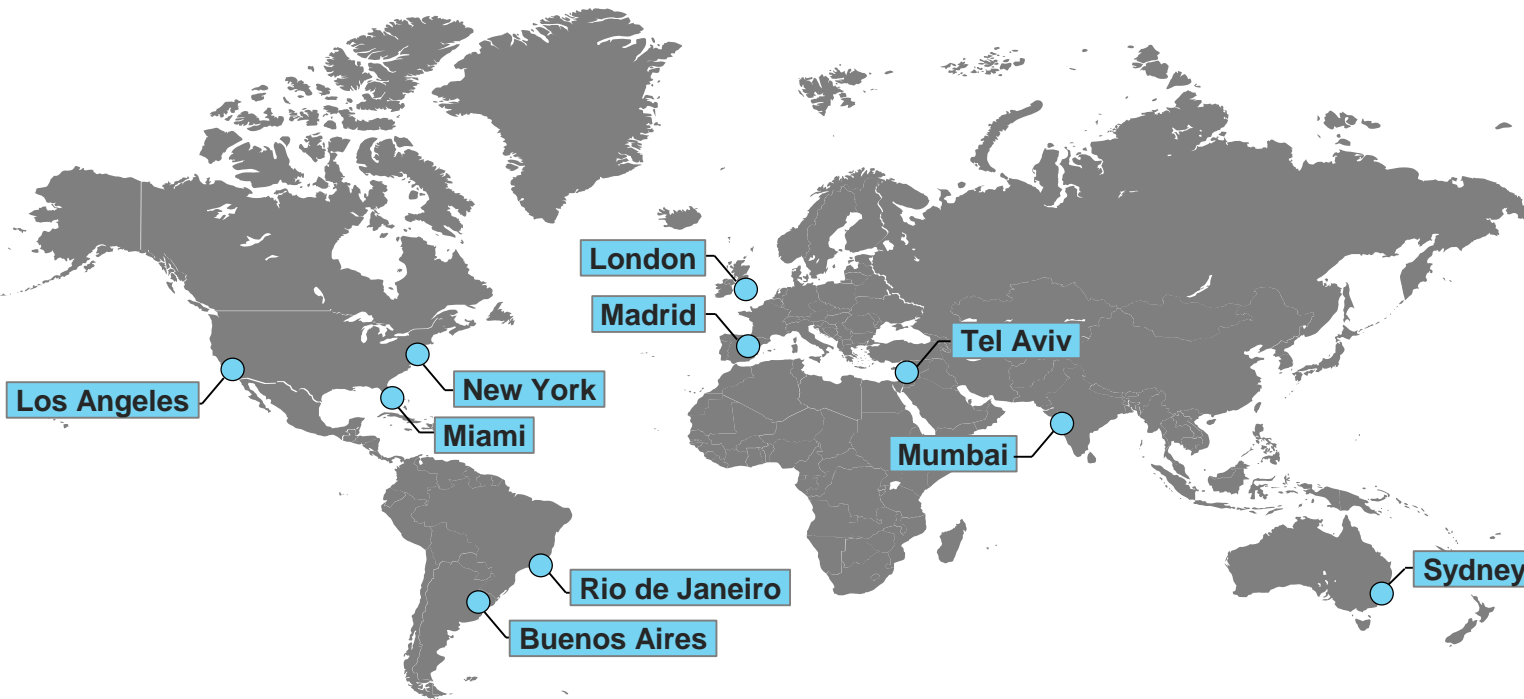 London
Madrid
Tel Aviv
Los Angeles
New York
Miami
Mumbai
Sydney
Rio de Janeiro
Buenos Aires